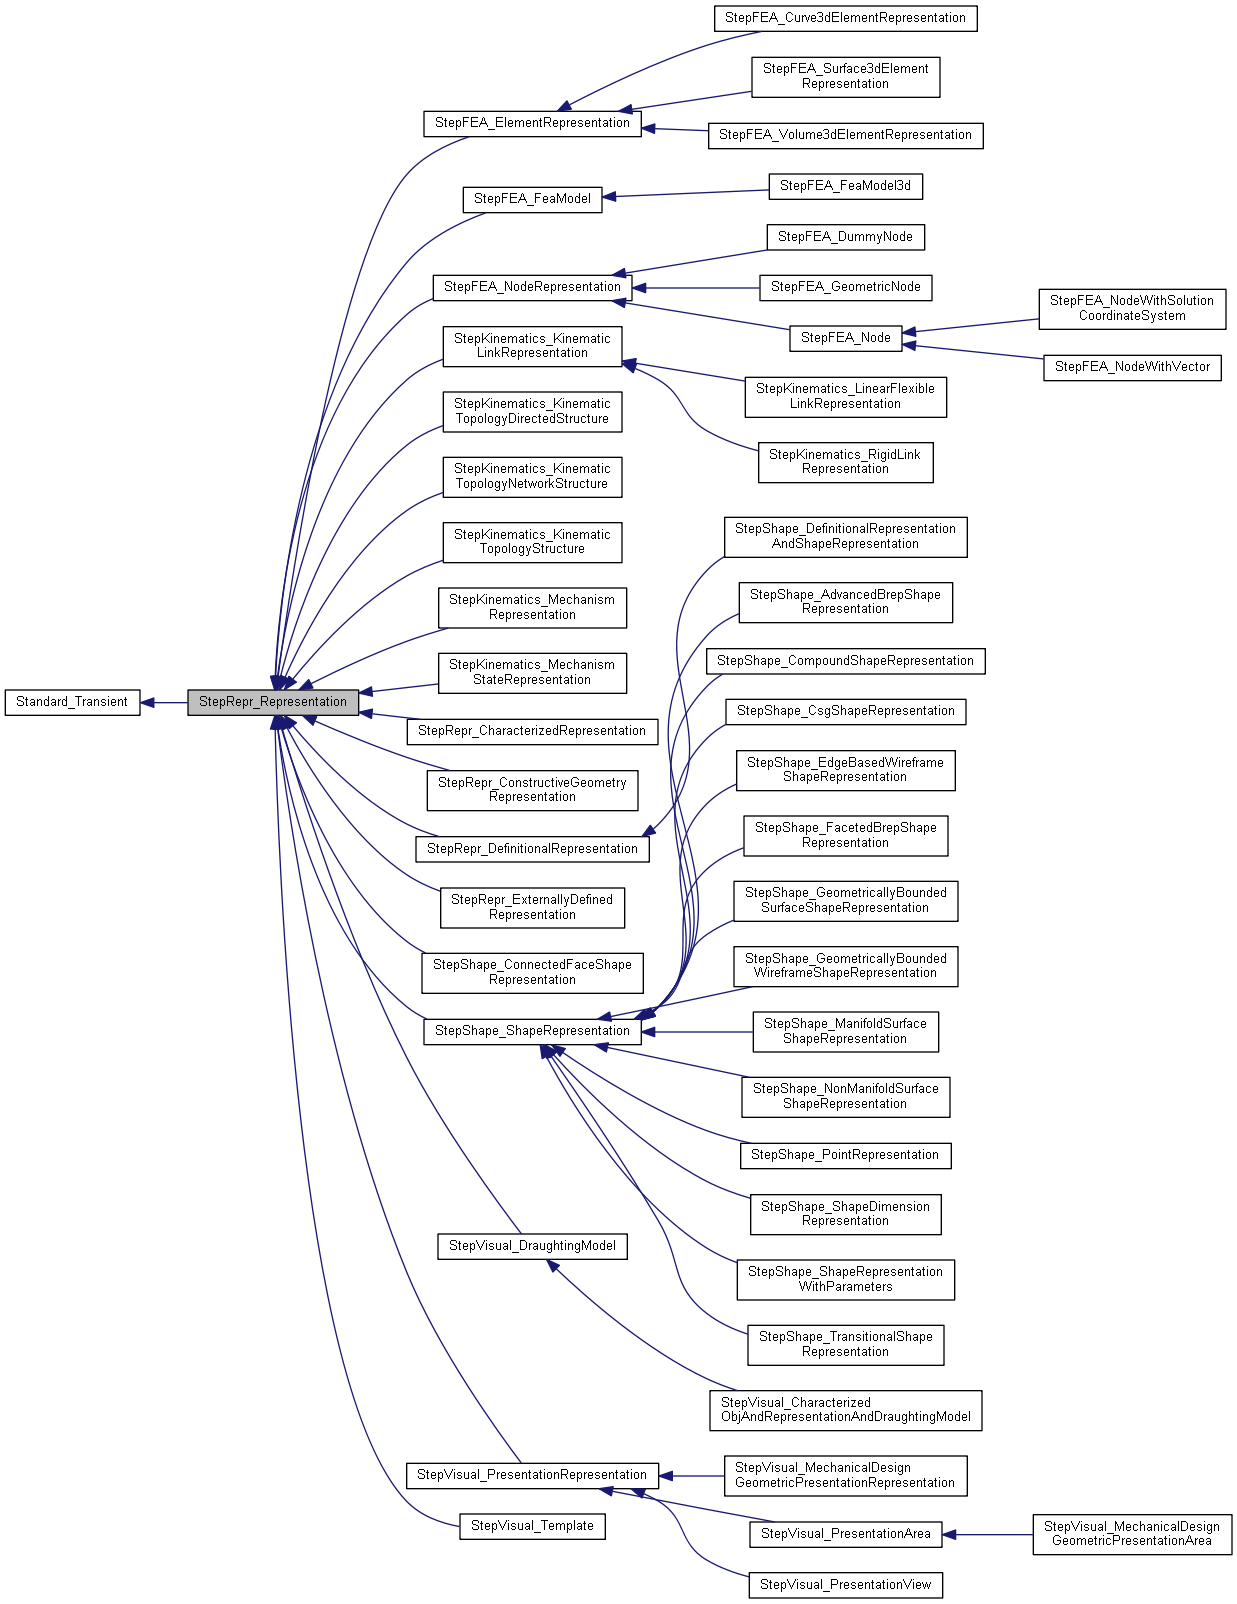 StepFEA_Curve3dElementRepresentation
StepFEA_Surface3dElement
Representation
StepFEA_ElementRepresentation
StepFEA_Volume3dElementRepresentation
StepFEA_FeaModel3d
StepFEA_FeaModel
StepFEA_DummyNode
StepFEA_NodeRepresentation
StepFEA_GeometricNode
StepFEA_NodeWithSolution
CoordinateSystem
StepFEA_Node
StepKinematics_Kinematic
LinkRepresentation
StepFEA_NodeWithVector
StepKinematics_LinearFlexible
LinkRepresentation
StepKinematics_Kinematic
TopologyDirectedStructure
StepKinematics_RigidLink
Representation
StepKinematics_Kinematic
TopologyNetworkStructure
StepShape_DefinitionalRepresentation
AndShapeRepresentation
StepKinematics_Kinematic
TopologyStructure
StepShape_AdvancedBrepShape
Representation
StepKinematics_Mechanism
Representation
StepShape_CompoundShapeRepresentation
StepKinematics_Mechanism
StateRepresentation
Standard_Transient
StepRepr_Representation
StepShape_CsgShapeRepresentation
StepRepr_CharacterizedRepresentation
StepShape_EdgeBasedWireframe
ShapeRepresentation
StepRepr_ConstructiveGeometry
Representation
StepShape_FacetedBrepShape
Representation
StepRepr_DefinitionalRepresentation
StepShape_GeometricallyBounded
SurfaceShapeRepresentation
StepRepr_ExternallyDefined
Representation
StepShape_GeometricallyBounded
WireframeShapeRepresentation
StepShape_ConnectedFaceShape
Representation
StepShape_ManifoldSurface
ShapeRepresentation
StepShape_ShapeRepresentation
StepShape_NonManifoldSurface
ShapeRepresentation
StepShape_PointRepresentation
StepShape_ShapeDimension
Representation
StepVisual_DraughtingModel
StepShape_ShapeRepresentation
WithParameters
StepShape_TransitionalShape
Representation
StepVisual_Characterized
ObjAndRepresentationAndDraughtingModel
StepVisual_PresentationRepresentation
StepVisual_MechanicalDesign
GeometricPresentationRepresentation
StepVisual_Template
StepVisual_PresentationArea
StepVisual_MechanicalDesign
GeometricPresentationArea
StepVisual_PresentationView